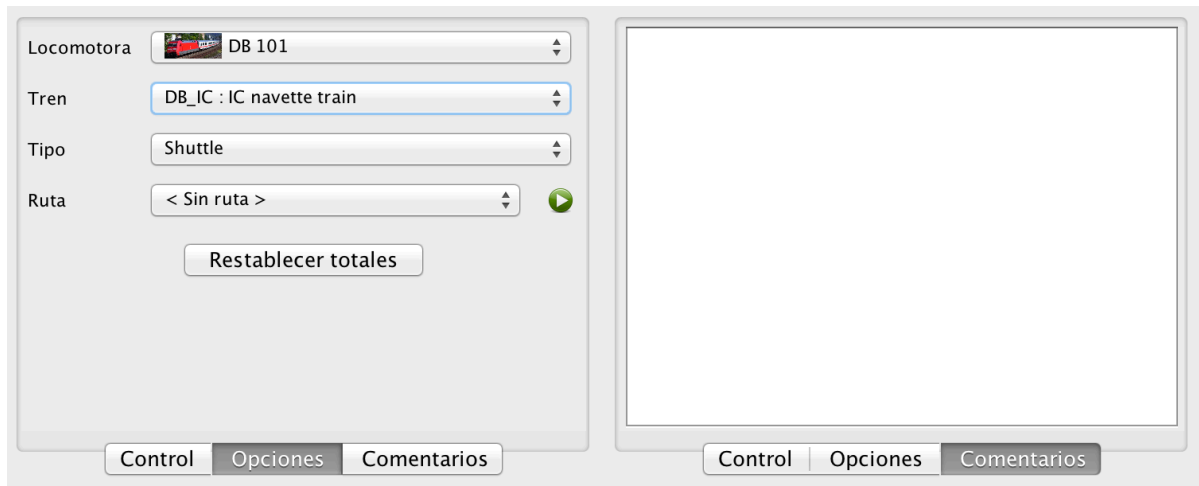 Locomotora DB 101
Tren DB_IC : IC navette train
Tipo Shuttle
Ruta < Sin ruta >
Restablecer totales
Control Opciones Comentarios
Control Opciones Comentarios